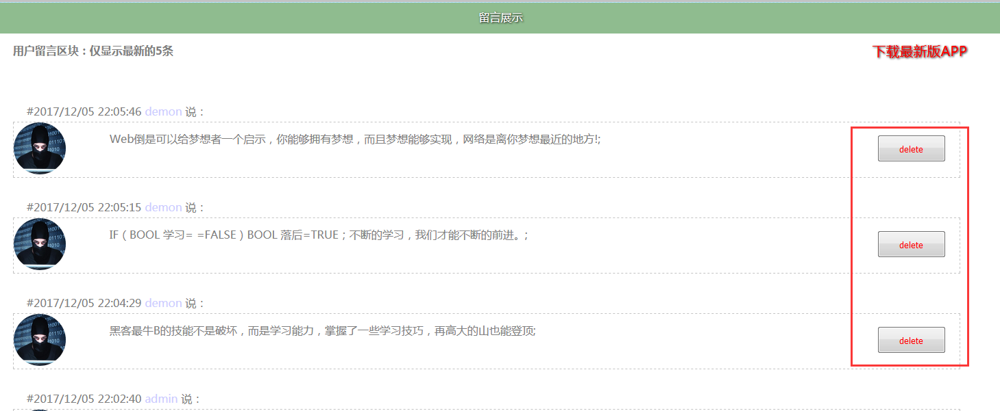 留言展示
用户留言区块：仅显示最新的5条
下载最新版APP
#2017/12/05 22:05:46 demon 说：
Web倒是可以给梦想者一个启示，你能够拥有梦想，而且梦想能够实现，网络是离你梦想最近的地方!;
delete
#2017/12/05 22:05:15 demon 说：
IF（BOOL 学习= =FALSE）BOOL 落后=TRUE；不断的学习，我们才能不断的前进。;
delete
#2017/12/05 22:04:29 demon 说：
黑客最牛B的技能不是破坏，而是学习能力，掌握了一些学习技巧，再高大的山也能登顶;
delete
#2017/12/05 22:02:40 admin 说：